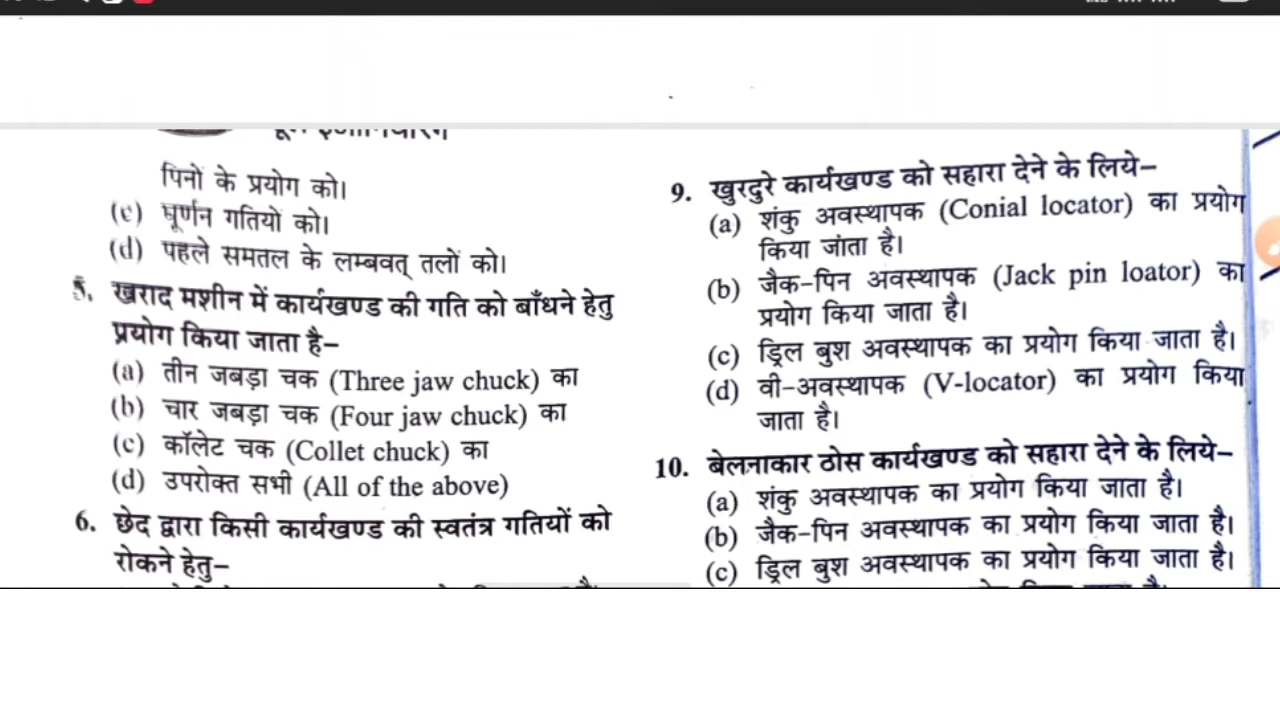 पिनों के प्रयोग को।
(c) घूर्णन गतियों को।
(d) पहले समतल के लम्बवत् तलों को।
5. खराद मशीन में कार्यखण्ड की गति को बाँधने हेतु
प्रयोग किया जाता है–
(a) तीन जबड़ा चक (Three jaw chuck) का
(b) चार जबड़ा चक (Four jaw chuck) का
(c) कॉलेट चक (Collet chuck) का
(d) उपरोक्त सभी (All of the above)
6. छेद द्वारा किसी कार्यखण्ड की स्वतंत्र गतियों को
रोकने हेतु–
9. खुरदुरे कार्यखण्ड को सहारा देने के लिये–
(a) शंकु अवस्थापक (Conial locator) का प्रयोग
किया जाता है।
(b) जैक-पिन अवस्थापक (Jack pin loator) का
प्रयोग किया जाता है।
(c) ड्रिल बुश अवस्थापक का प्रयोग किया जाता है।
(d) वी-अवस्थापक (V-locator) का प्रयोग किया
जाता है।
10. बेलनाकार ठोस कार्यखण्ड को सहारा देने के लिये–
(a) शंकु अवस्थापक का प्रयोग किया जाता है।
(b) जैक-पिन अवस्थापक का प्रयोग किया जाता है।
(c) ड्रिल बुश अवस्थापक का प्रयोग किया जाता है।